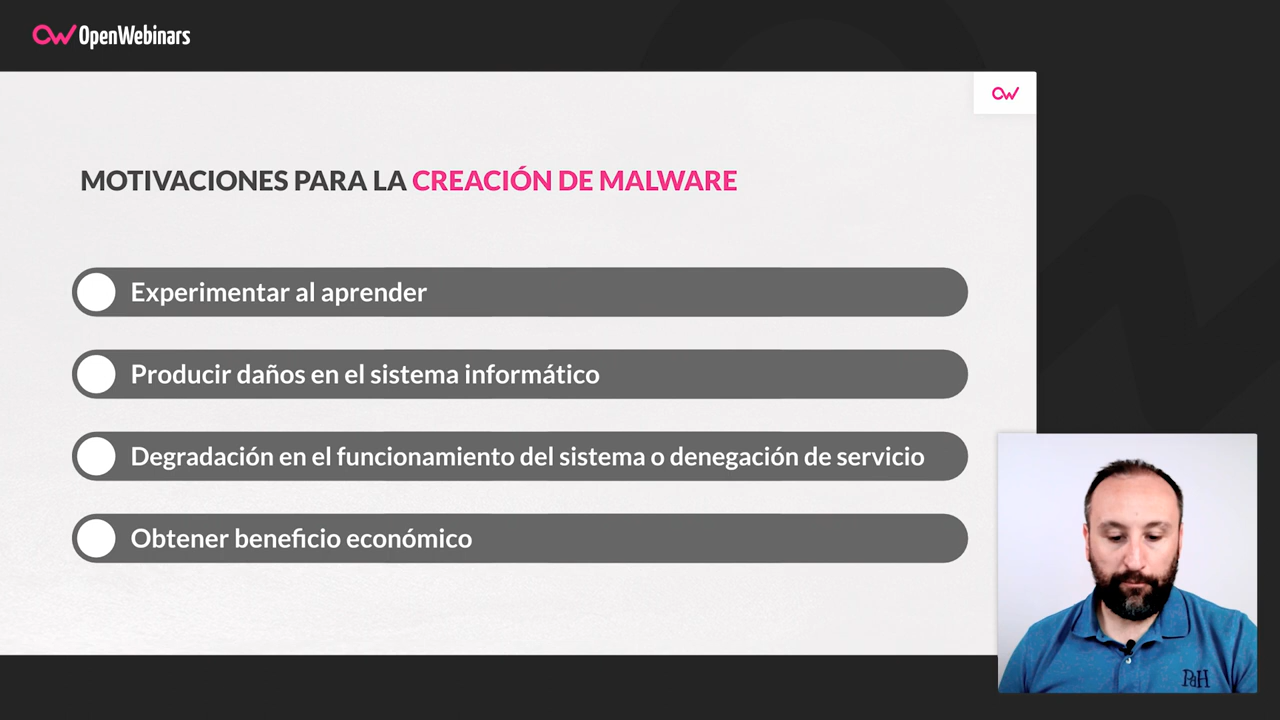 OpenWebinars
MOTIVACIONES PARA LA CREACIÓN DE MALWARE
Experimentar al aprender
Producir daños en el sistema informático
Degradación en el funcionamiento del sistema o denegación de servicio
Obtener beneficio económico
PdH